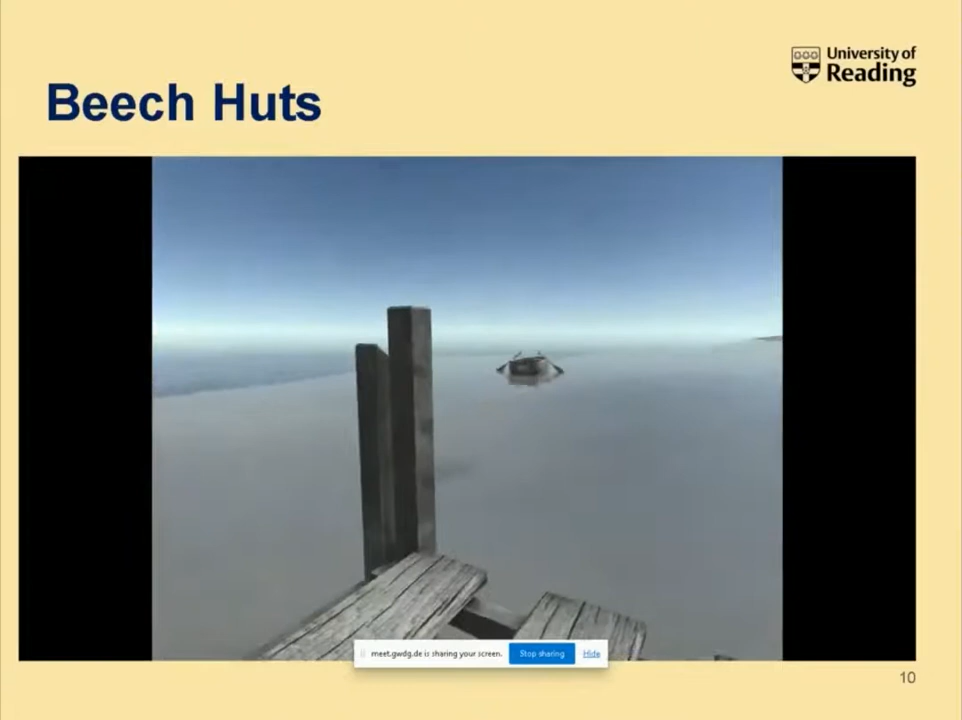 University of
Reading
Beech Huts
meet.gwdg.de is sharing your screen.
Stop sharing
Hide
10